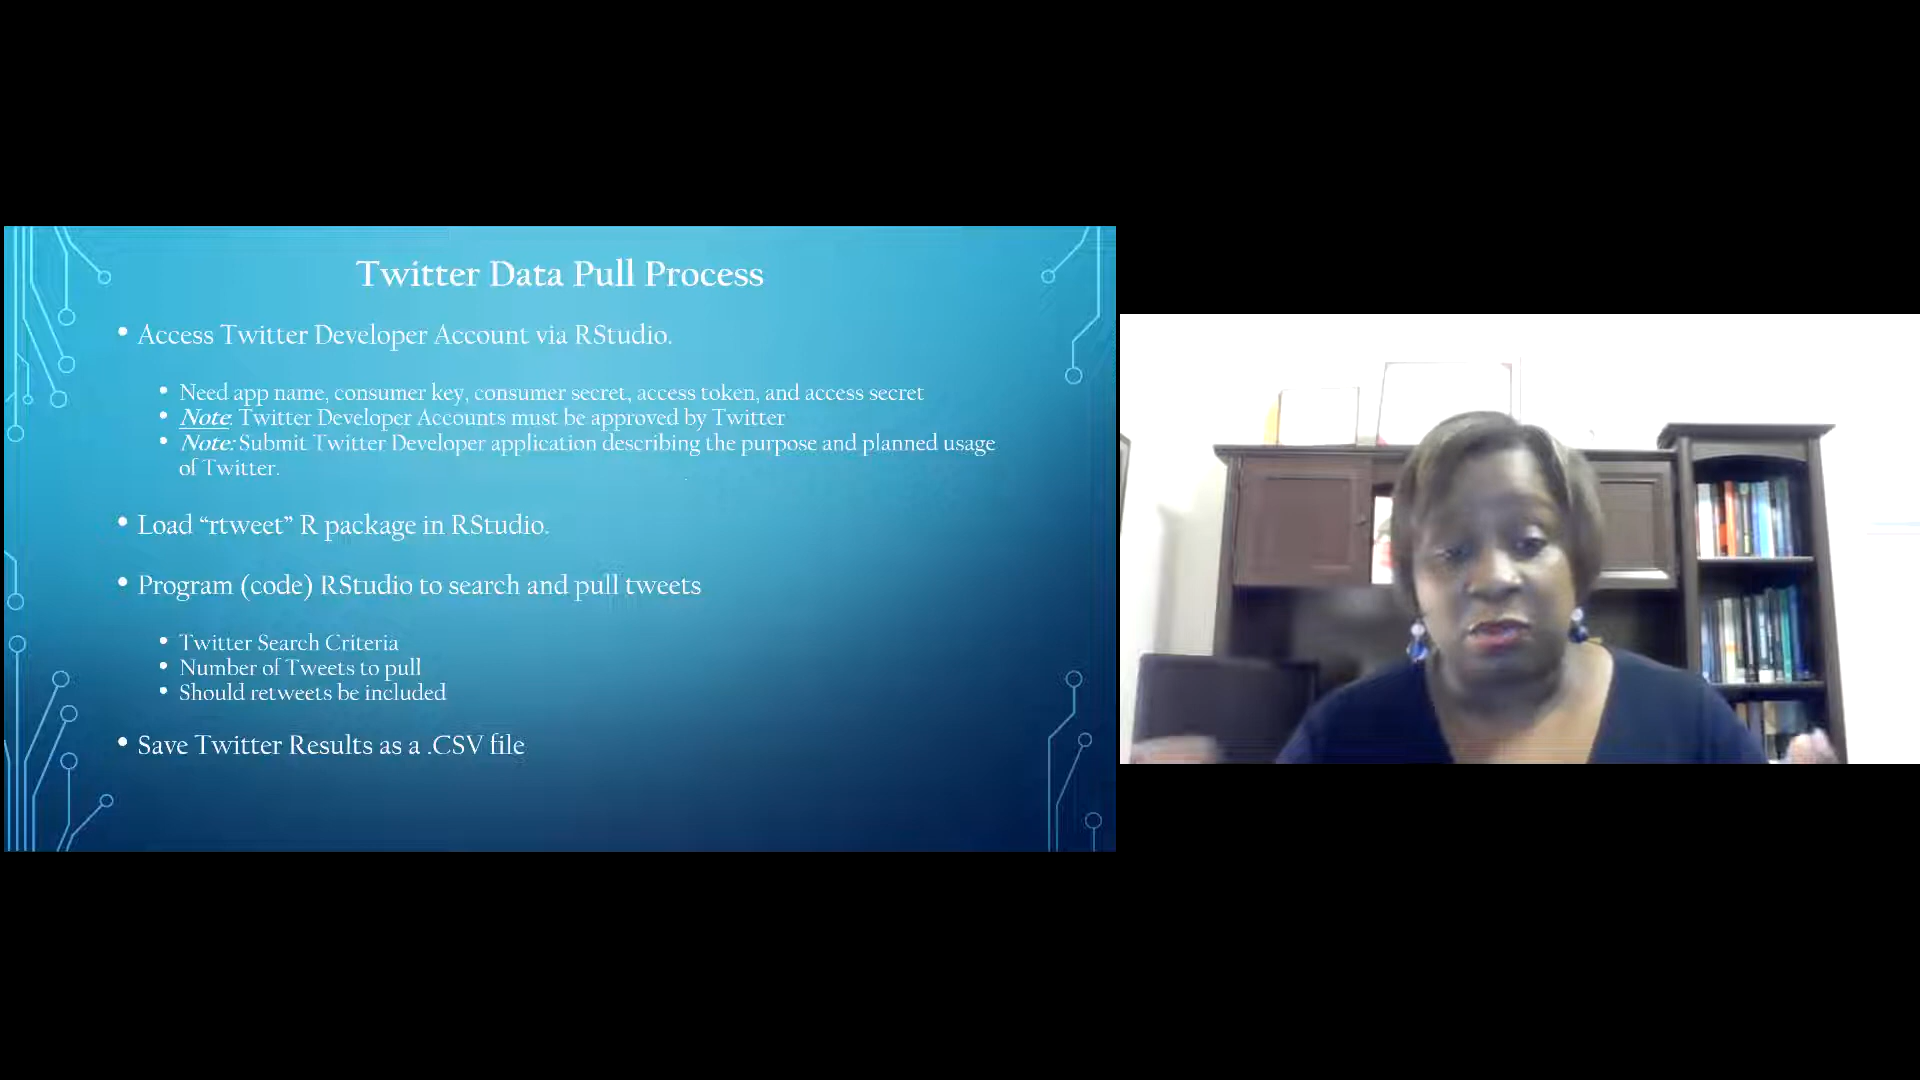 Twitter Data Pull Process
• Access Twitter Developer Account via RStudio.
• Need app name, consumer key, consumer secret, access token, and access secret
• Note: Twitter Developer Accounts must be approved by Twitter
• Note: Submit Twitter Developer application describing the purpose and planned usage
of Twitter.
• Load “rtweet” R package in RStudio.
• Program (code) RStudio to search and pull tweets
• Twitter Search Criteria
• Number of Tweets to pull
• Should retweets be included
• Save Twitter Results as a .CSV file